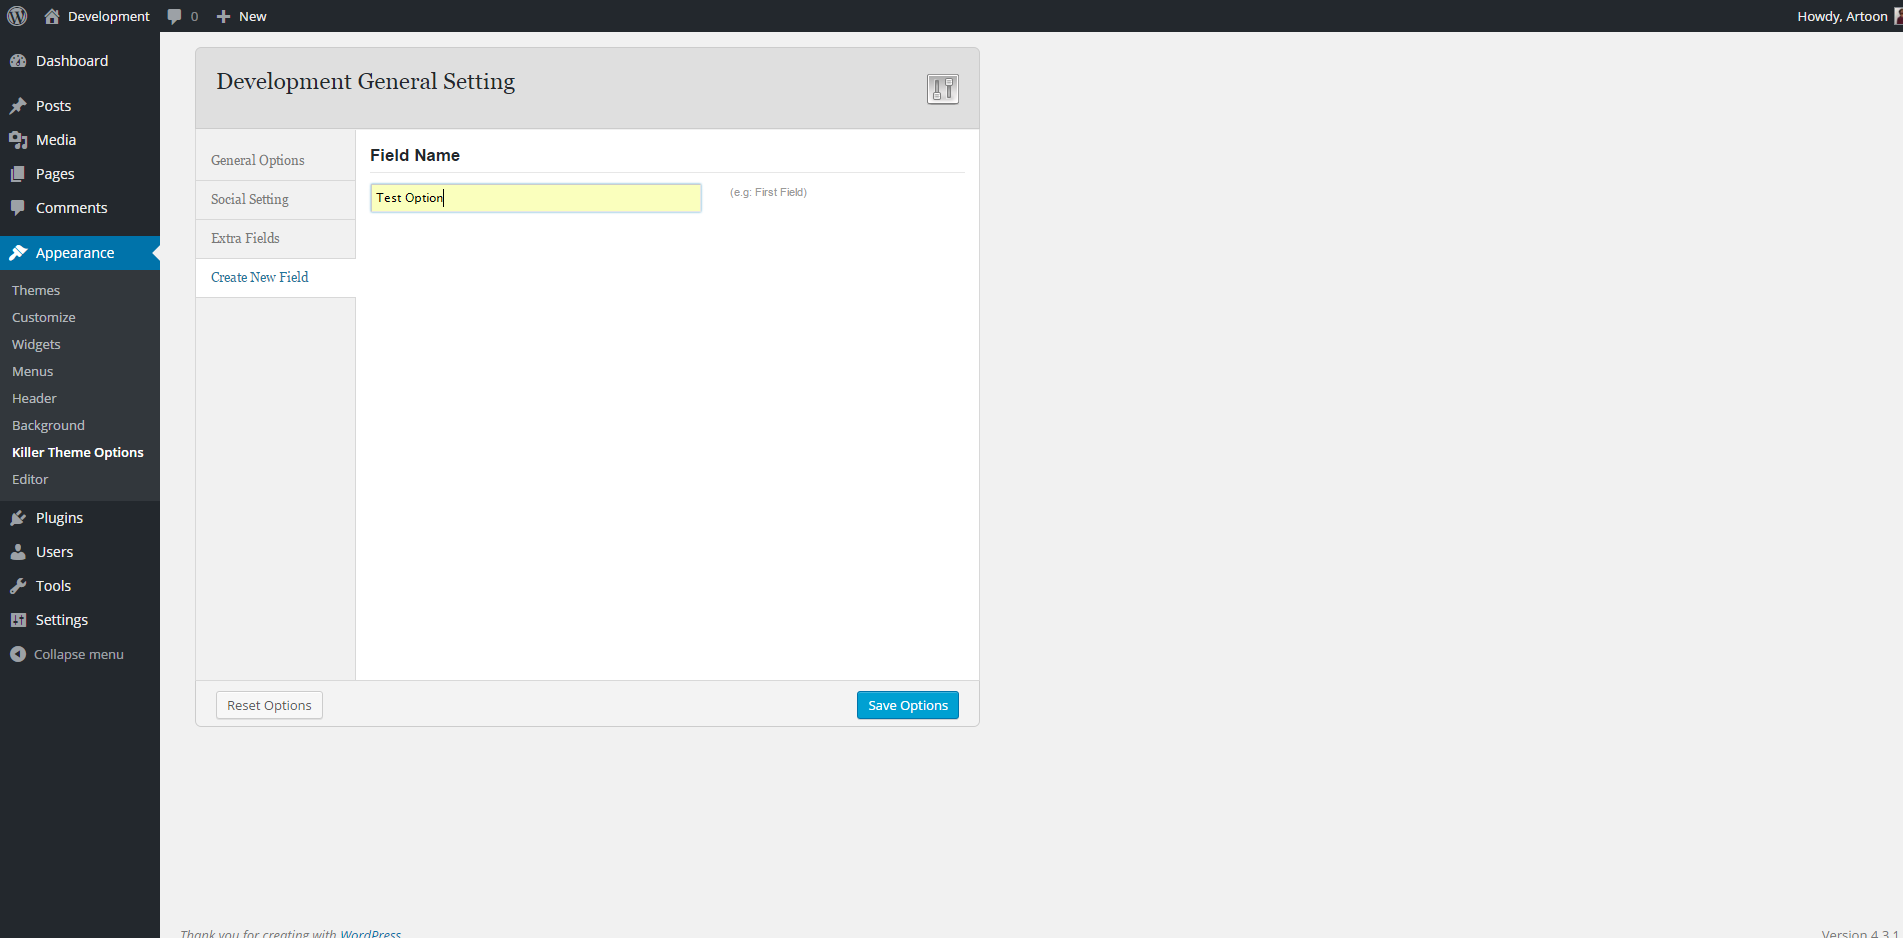 Development 0 New Howdy, Artoon
Dashboard
Posts
Media
Pages
Comments
Appearance
Themes
Customize
Widgets
Menus
Header
Background
Killer Theme Options
Editor
Plugins
Users
Tools
Settings
Collapse menu
Development General Setting
General Options
Social Setting
Extra Fields
Create New Field
Field Name
Test Option
(e.g: First Field)
Reset Options Save Options
Thank you for creating with WordPress
Version 4.3.1